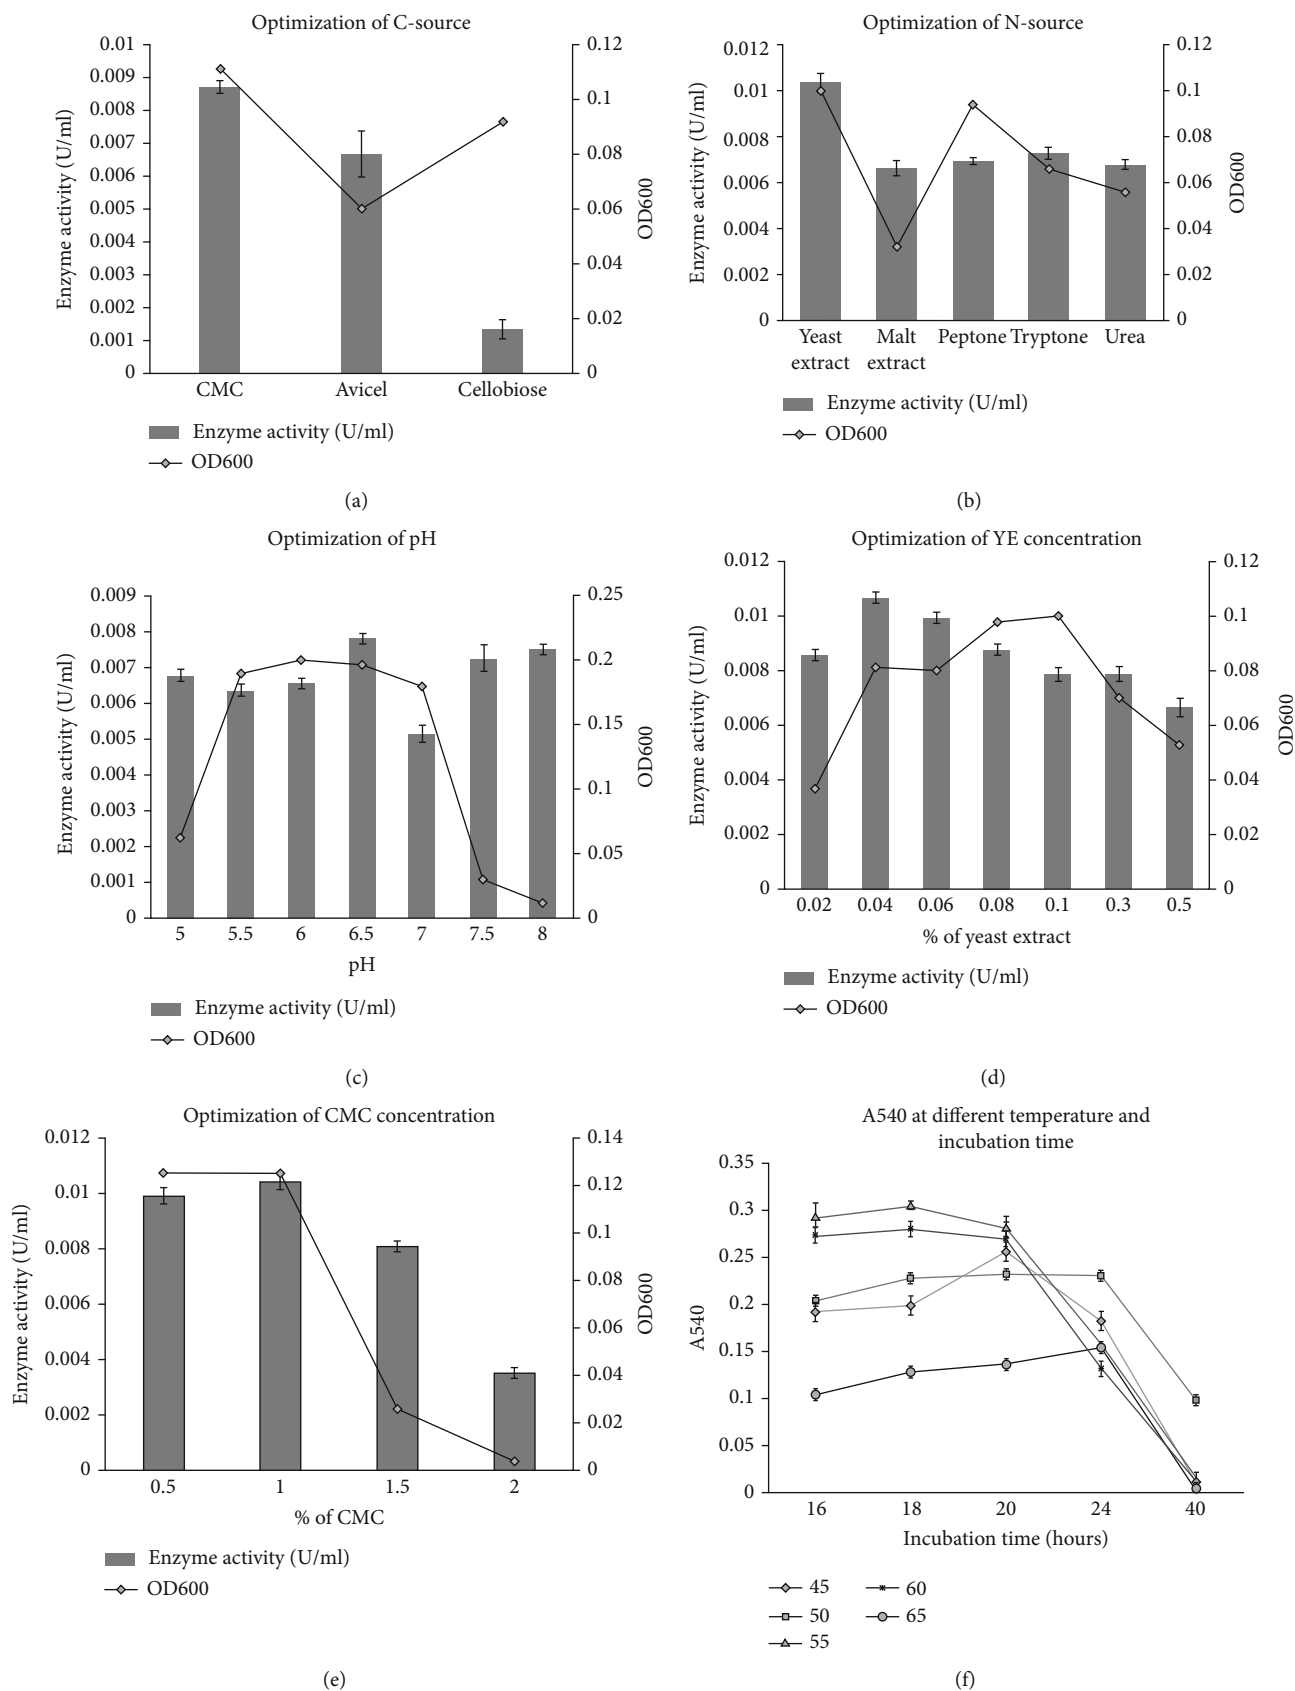 Optimization of C-source
0.01
0.009
0.008
0.007
0.006
0.005
0.004
0.003
0.002
0.001
0
Enzyme activity (U/ml)
0.12
0.1
0.08
0.06
0.04
0.02
0
OD600
CMC Avicel Cellobiose
Enzyme activity (U/ml)
OD600
(a)
Optimization of N-source
0.012
0.01
0.008
0.006
0.004
0.002
0
Enzyme activity (U/ml)
0.12
0.1
0.08
0.06
0.04
0.02
0
OD600
Yeast Malt Peptone Tryptone Urea
extract extract
Enzyme activity (U/ml)
OD600
(b)
Optimization of pH
0.009
0.008
0.007
0.006
0.005
0.004
0.003
0.002
0.001
0
Enzyme activity (U/ml)
0.25
0.2
0.15
0.1
0.05
0
OD600
5 5.5 6 6.5 7 7.5 8
pH
Enzyme activity (U/ml)
OD600
(c)
Optimization of YE concentration
0.012
0.01
0.008
0.006
0.004
0.002
0
Enzyme activity (U/ml)
0.12
0.1
0.08
0.06
0.04
0.02
0
OD600
0.02 0.04 0.06 0.08 0.1 0.3 0.5
% of yeast extract
Enzyme activity (U/ml)
OD600
(d)
Optimization of CMC concentration
0.012
0.01
0.008
0.006
0.004
0.002
0
Enzyme activity (U/ml)
0.14
0.12
0.1
0.08
0.06
0.04
0.02
0
OD600
0.5 1 1.5 2
% of CMC
Enzyme activity (U/ml)
OD600
(e)
A540 at different temperature and
incubation time
0.35
0.3
0.25
0.2
0.15
0.1
0.05
0
A540
16 18 20 24 40
Incubation time (hours)
45 60
50 65
55
(f)